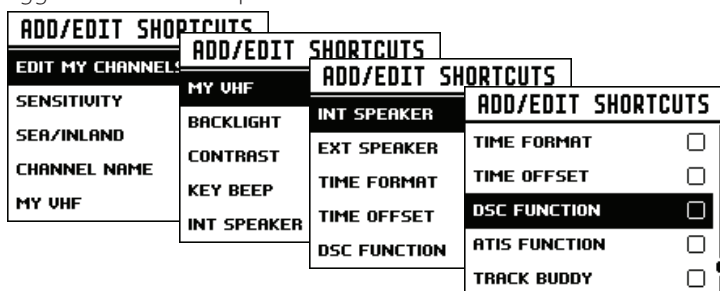 ADD/EDIT SHORTCUTS
EDIT MY CHANNELS
SENSITIVITY
SEA/INLAND
CHANNEL NAME
MY VHF
ADD/EDIT SHORTCUTS
MY VHF
BACKLIGHT
CONTRAST
KEY BEEP
INT SPEAKER
ADD/EDIT SHORTCUTS
INT SPEAKER
EXT SPEAKER
TIME FORMAT
TIME OFFSET
DSC FUNCTION
ADD/EDIT SHORTCUTS
TIME FORMAT
TIME OFFSET
DSC FUNCTION
ATIS FUNCTION
TRACK BUDDY